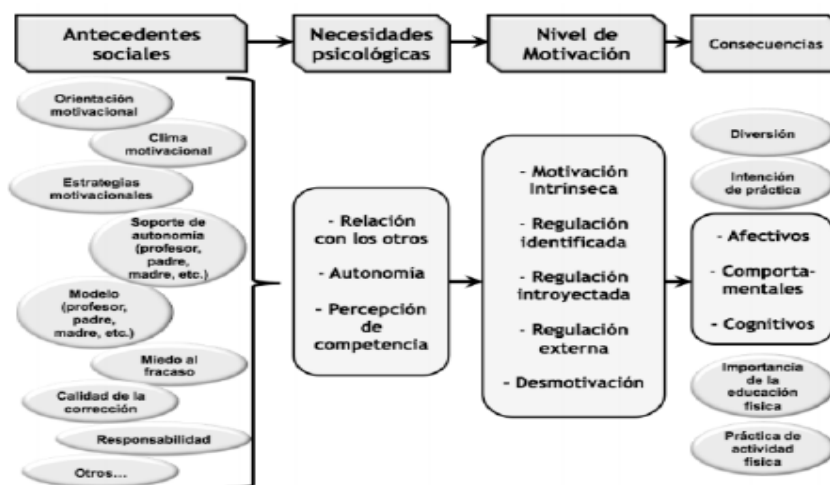 Antecedentes
sociales
Necesidades
psicológicas
Nivel de
Motivación
Consecuencias
Orientación
motivacional
Clima
motivacional
Estrategias
motivacionales
Soporte de
autonomía
(profesor,
padre,
madre, etc.)
Modelo
(profesor,
padre,
madre, etc.)
Miedo al
fracaso
Calidad de la
corrección
Responsabilidad
Otros...
- Relación
con los otros
- Autonomía
- Percepción
de
competencia
- Motivación
Intrínseca
- Regulación
identificada
- Regulación
introyectada
- Regulación
externa
- Desmotivación
Diversión
Intención
de práctica
- Afectivos
- Comporta-
mentales
- Cognitivos
Importancia
de la
educación
física
Práctica de
actividad
física